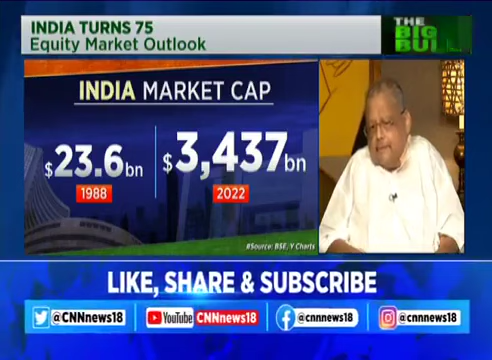 INDIA TURNS 75
Equity Market Outlook
THE
BIG
BULL
INDIA MARKET CAP
$23.6bn
1988
$3,437bn
2022
#Source: BSE, Y Charts
LIKE, SHARE & SUBSCRIBE
@CNNnews18
YouTube CNNnews18
@cnnnews18
@cnnnews18